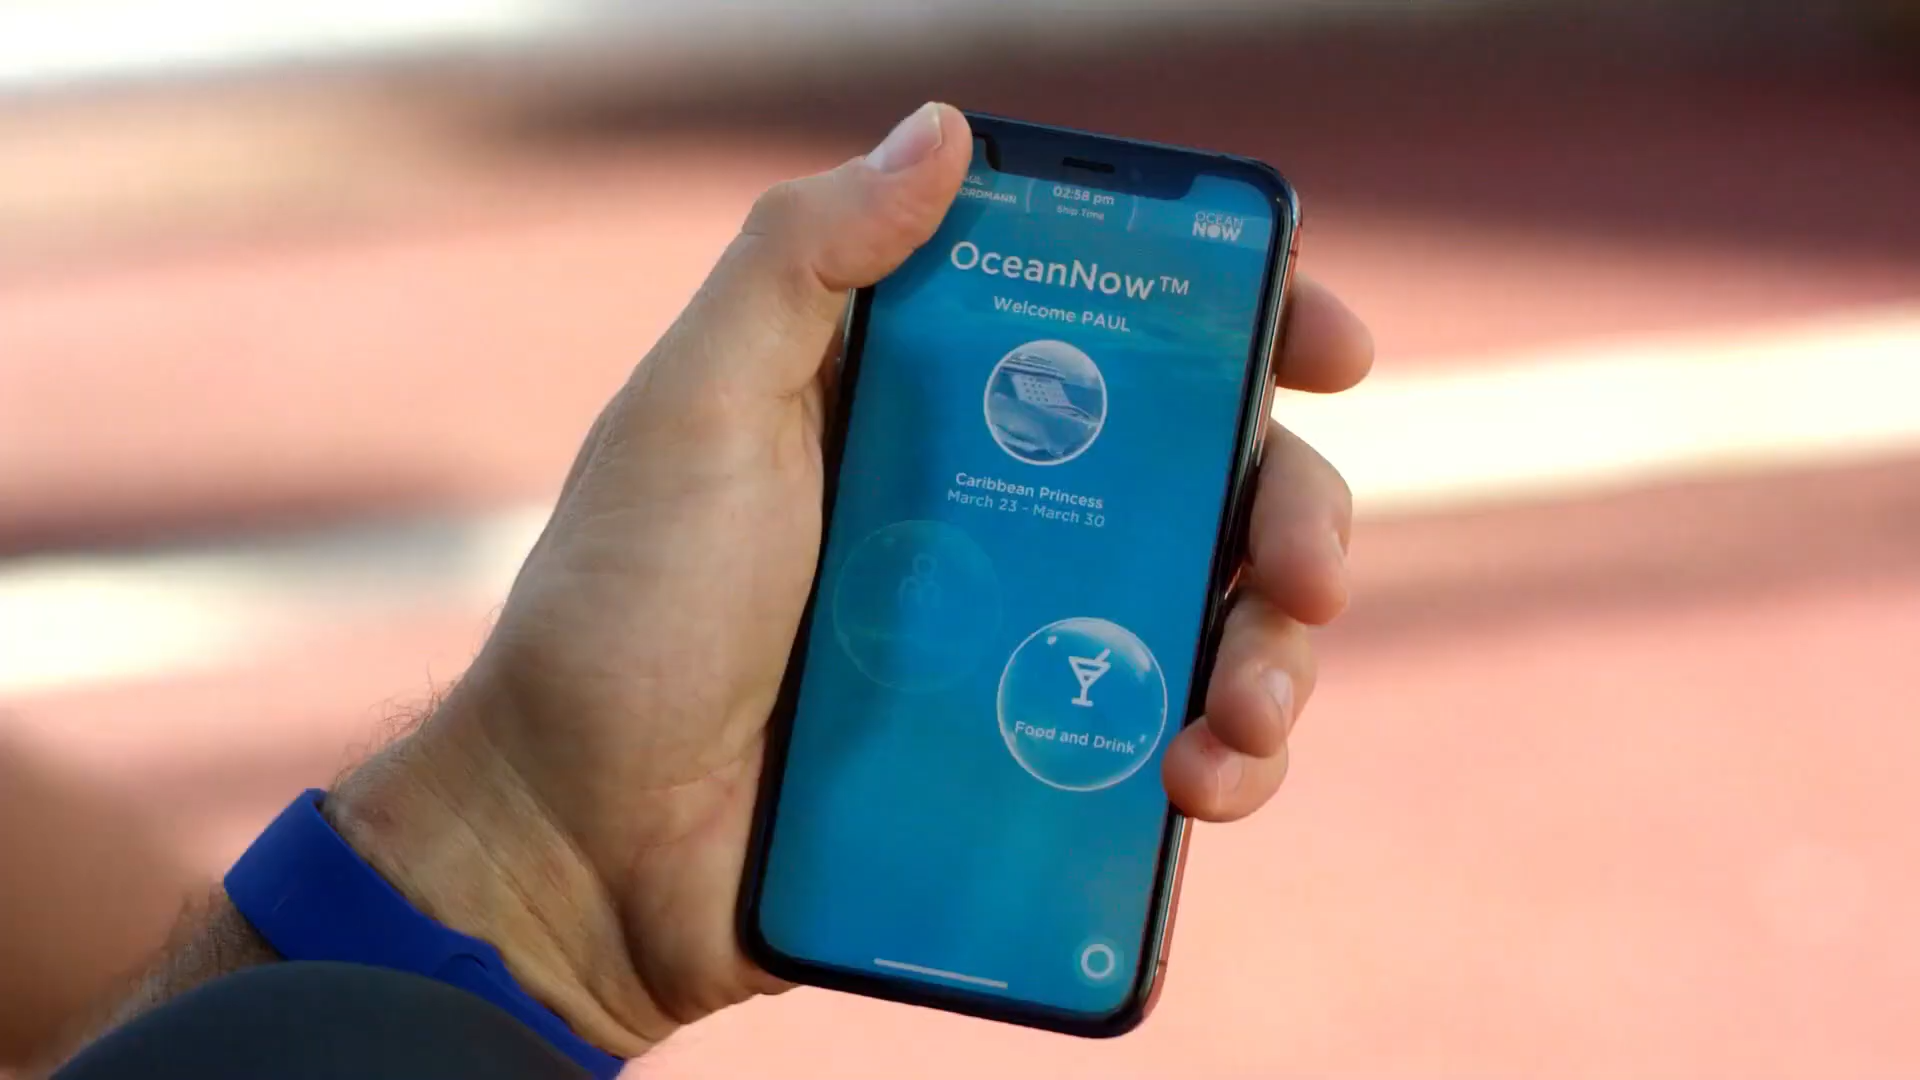 02:58 pm
ORDMANN
Ship Time
OCEAN
NOW
OceanNow™
Welcome PAUL
Caribbean Princess
March 23 - March 30
Food and Drink